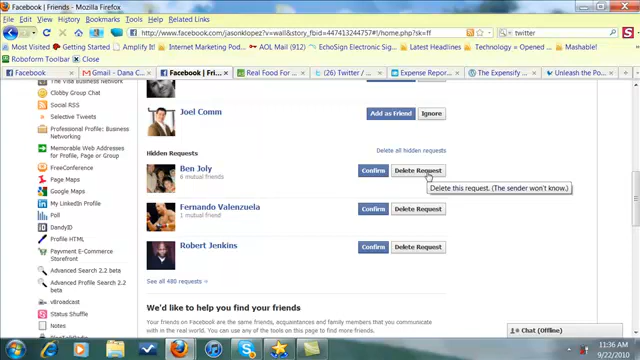 Facebook | Friends - Mozilla Firefox
File Edit View History Bookmarks Yahoo! Tools Help Related Links
http://www.facebook.com/jasonklopez?v=wall&story_fbid=447413244757#!/home.php?sk=ff
twitter
Most Visited Amplify It! Internet Marketing Pod... AOL Mail (512) EchoSign Electronic Sig... Latest Headlines Technology = Opened ... Mashable!
Roboform Toolbar Close
Facebook Gmail - Dana C... Facebook | Fri... Real Food For ... (2) Twitter / ... Expense Repor... The Expensify ... Unleash the Po...
The Visa Business Network
Clobby Group Chat
Social RSS
Selective Tweets
Professional Profile: Business Networking
Memorable Web Addresses for Profile, Page or Group
FreeConference
Page Maps
Google Maps
My LinkedIn Profile
Poll
DandyID
Profile HTML
Payvment E-Commerce Storefront
Advanced Search 2.2 beta
Advanced Profile Search 2.2 beta
vBroadcast
Status Shuffle
Notes
Joel Comm
Add as Friend Ignore
Hidden Requests Delete all hidden requests
Ben Joly
6 mutual friends
Confirm Delete Request
Delete this request. (The sender won't know.)
Fernando Valenzuela
1 mutual friend
Confirm Delete Request
Robert Jenkins
Confirm Delete Request
See all 480 requests
We'd like to help you find your friends
Your friends on Facebook are the same friends, acquaintances and family members that you communicate
with in the real world. You can use any of the tools on this page to find more friends.
Chat (Offline)
11:36 AM
9/22/2010